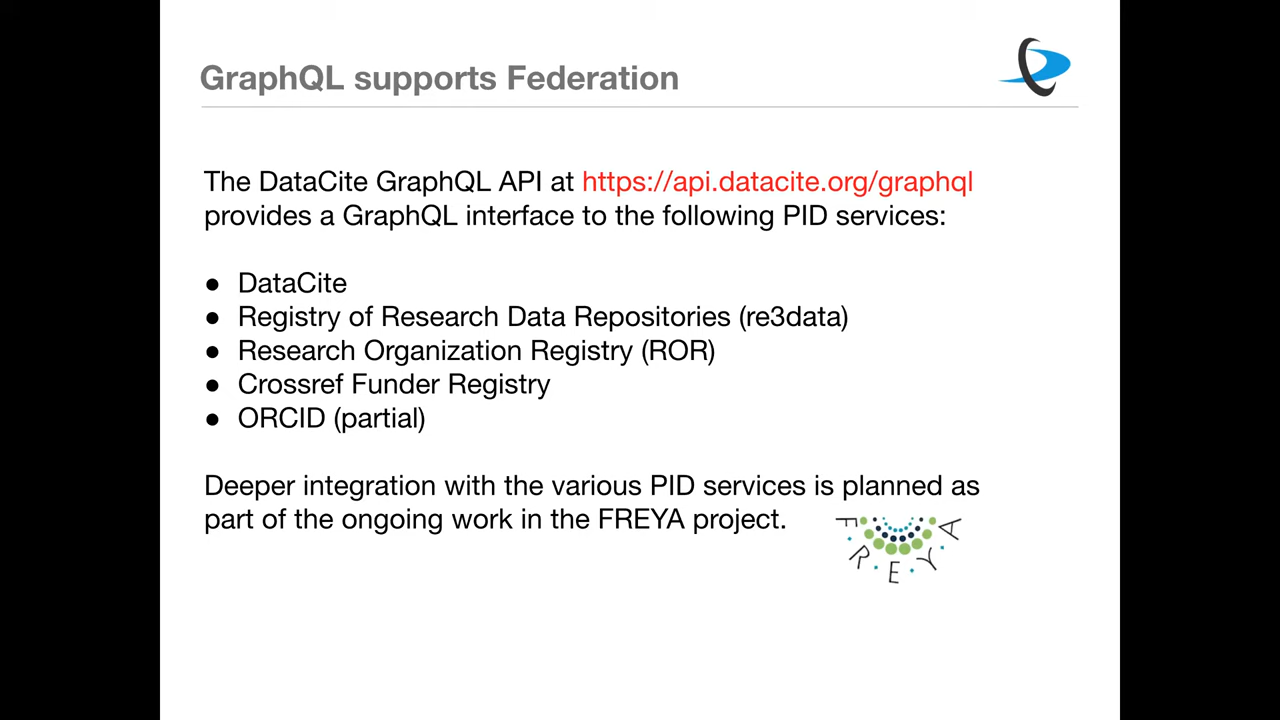 GraphQL supports Federation
The DataCite GraphQL API at https://api.datacite.org/graphql
provides a GraphQL interface to the following PID services:
● DataCite
● Registry of Research Data Repositories (re3data)
● Research Organization Registry (ROR)
● Crossref Funder Registry
● ORCID (partial)
Deeper integration with the various PID services is planned as
part of the ongoing work in the FREYA project.
F·R·E·Y·A